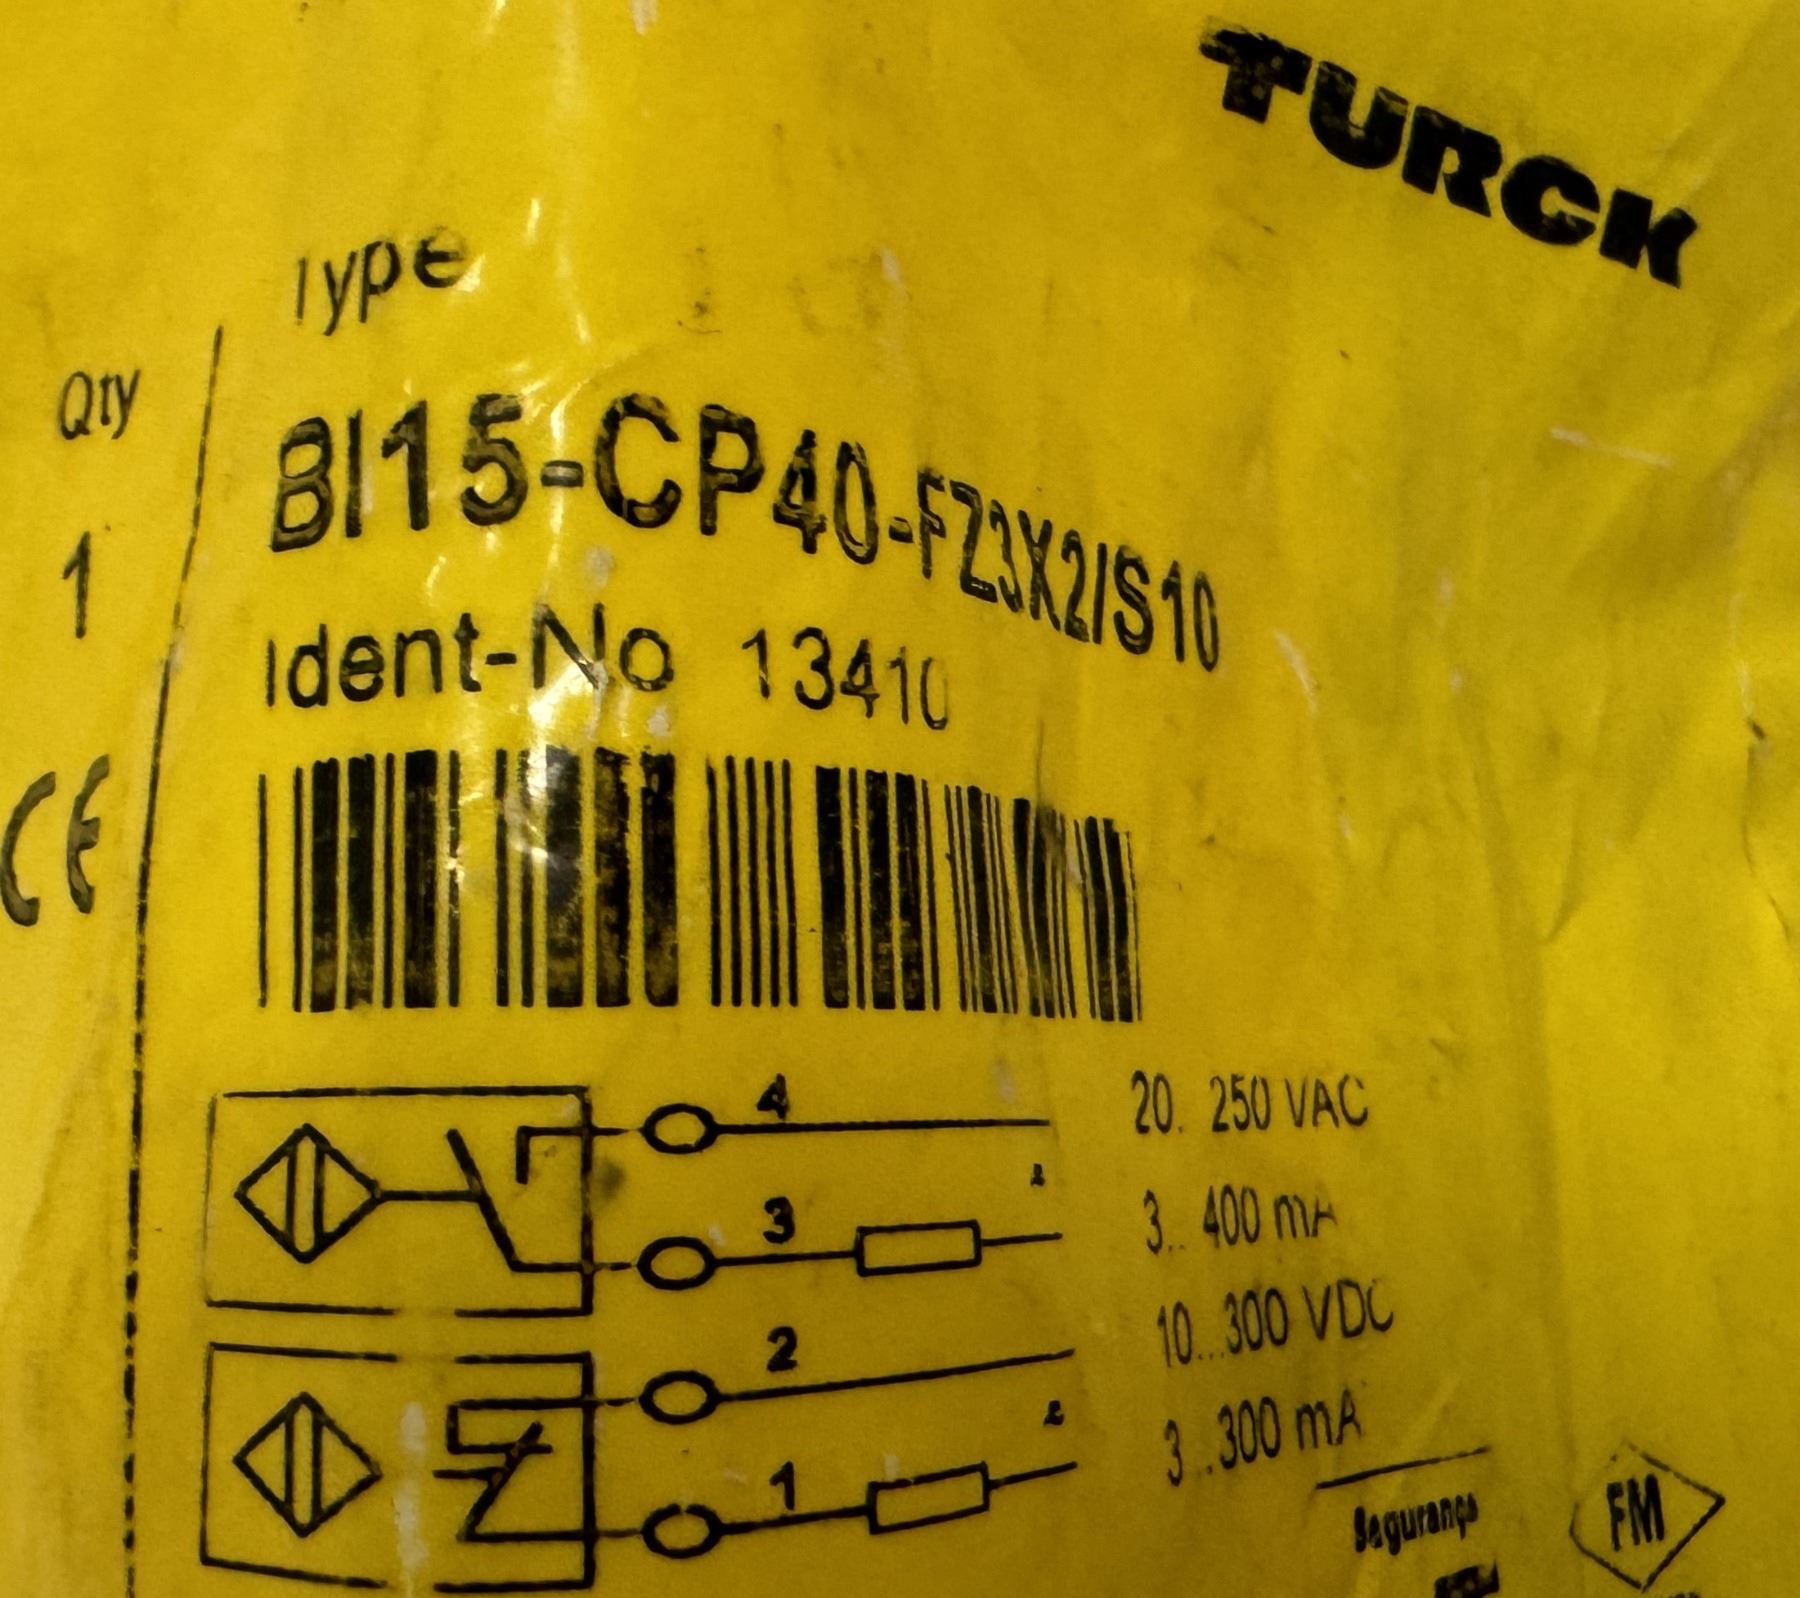 TURCK
Type
Qty
BI15-CP40-FZ3X2/S10
1
Ident-No 13410
CE
4
20. 250 VAC
3
3.. 400 mA
2
10...300 VDC
1
3...300 mA
Segurança
FM